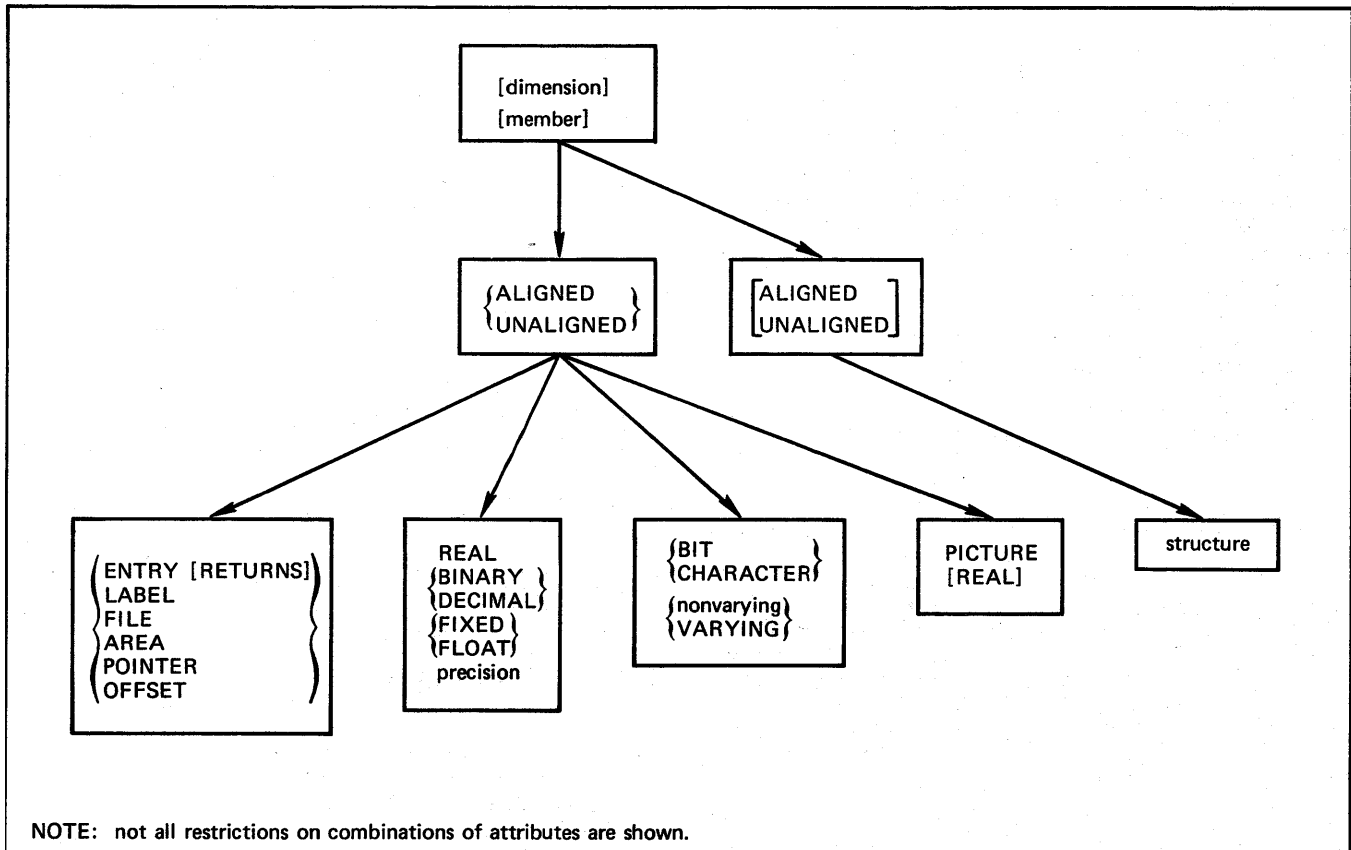 [dimension]
[member]
{ALIGNED
UNALIGNED}
[ALIGNED
UNALIGNED]
ENTRY [RETURNS]
LABEL
FILE
AREA
POINTER
OFFSET
REAL
{BINARY
DECIMAL}
{FIXED
FLOAT}
precision
{BIT
CHARACTER}
{nonvarying
VARYING}
PICTURE
[REAL]
structure
NOTE: not all restrictions on combinations of attributes are shown.